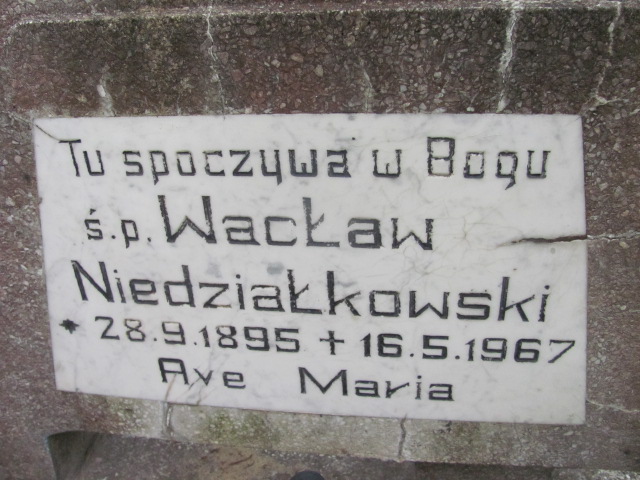 Tu spoczywa w Bogu
ś.p. Wacław
Niedziałkowski
* 28.9.1895 + 16.5.1967
Ave Maria